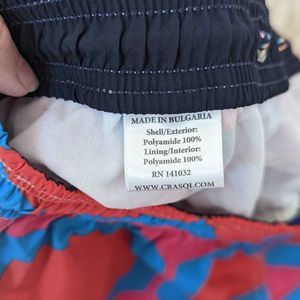 MADE IN BULGARIA
Shell/Exterior:
Polyamide 100%
Lining/Interior:
Polyamide 100%
RN 141032
WWW.CRASQI.COM